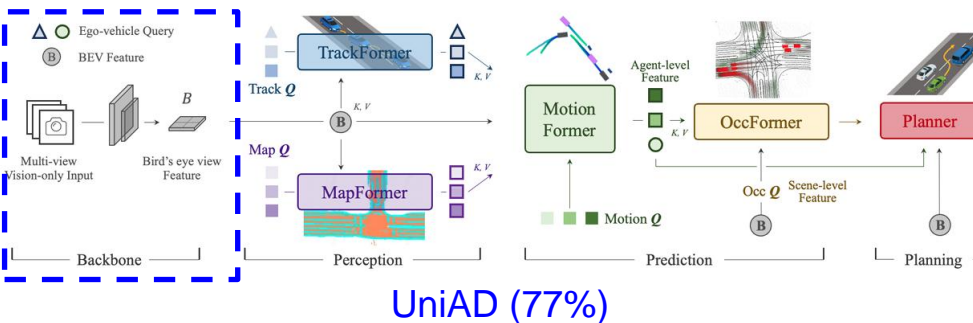 Ego-vehicle Query
B BEV Feature
B
Multi-view
Vision-only Input
Bird's eye view
Feature
Backbone
TrackFormer
Track Q
K, V
K, V
B
Map Q
K, V
MapFormer
Perception
Motion
Former
Agent-level
Feature
K, V
OccFormer
Occ Q
Scene-level
Feature
Motion Q
B
Prediction
Planner
B
Planning
UniAD (77%)